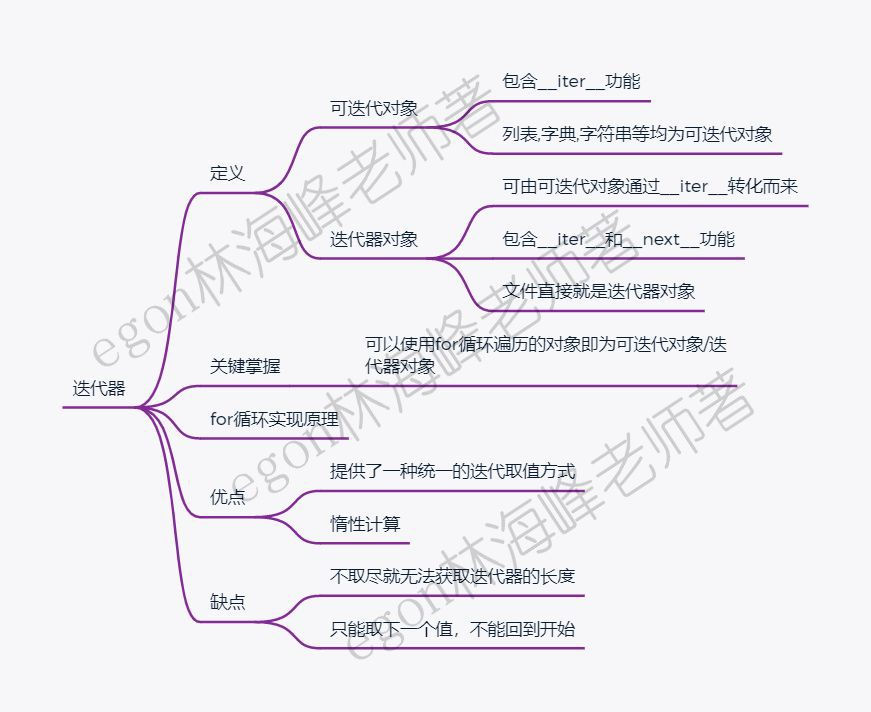 迭代器
定义
可迭代对象
包含__iter__功能
列表,字典,字符串等均为可迭代对象
迭代器对象
可由可迭代对象通过__iter__转化而来
包含__iter__和__next__功能
文件直接就是迭代器对象
关键掌握
可以使用for循环遍历的对象即为可迭代对象/迭
代器对象
for循环实现原理
优点
提供了一种统一的迭代取值方式
惰性计算
缺点
不取尽就无法获取迭代器的长度
只能取下一个值，不能回到开始
egon林海峰老师著
egon林海峰老师著
egon林海峰老师著